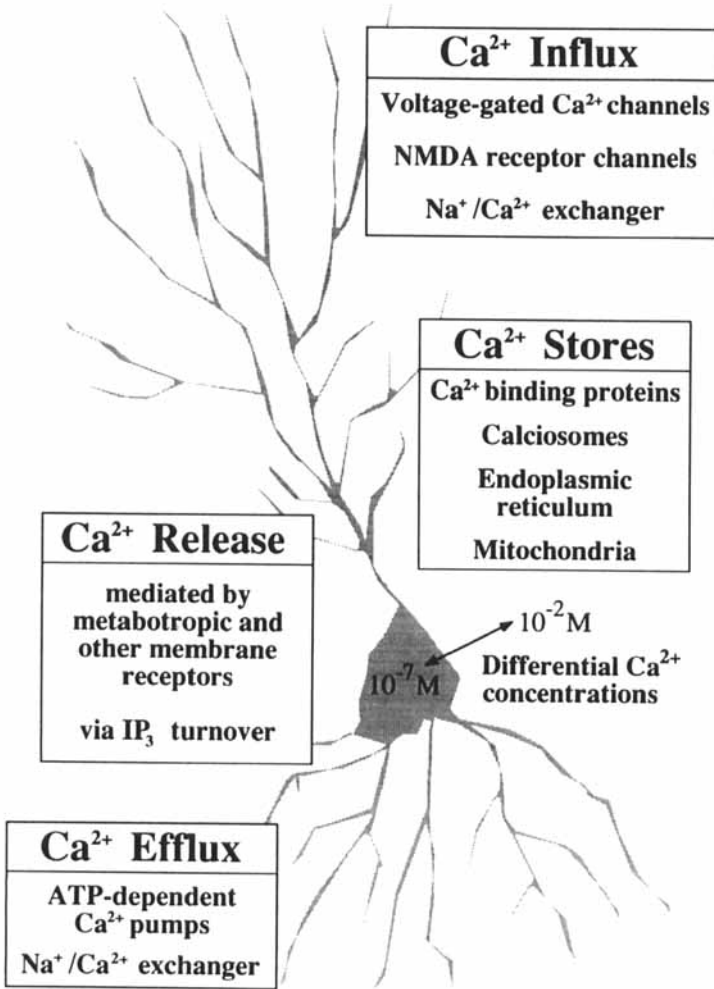 Ca²⁺ Influx
Voltage-gated Ca²⁺ channels
NMDA receptor channels
Na⁺/Ca²⁺ exchanger
Ca²⁺ Stores
Ca²⁺ binding proteins
Calciosomes
Endoplasmic
reticulum
Mitochondria
Ca²⁺ Release
mediated by
metabotropic and
other membrane
receptors
via IP₃ turnover
10⁻²M
10⁻⁷M
Differential Ca²⁺
concentrations
Ca²⁺ Efflux
ATP-dependent
Ca²⁺ pumps
Na⁺/Ca²⁺ exchanger